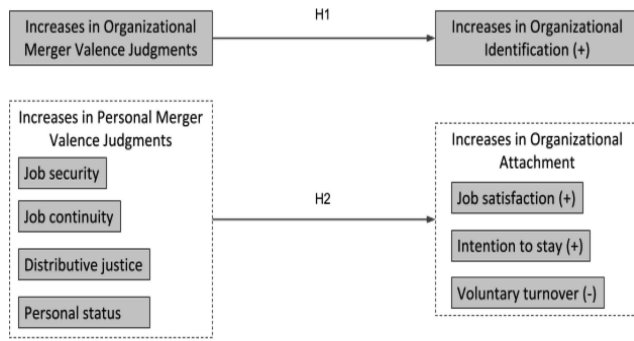 Increases in Organizational
Merger Valence Judgments
H1
Increases in Organizational
Identification (+)
Increases in Personal Merger
Valence Judgments
Job security
Job continuity
Distributive justice
Personal status
H2
Increases in Organizational
Attachment
Job satisfaction (+)
Intention to stay (+)
Voluntary turnover (-)